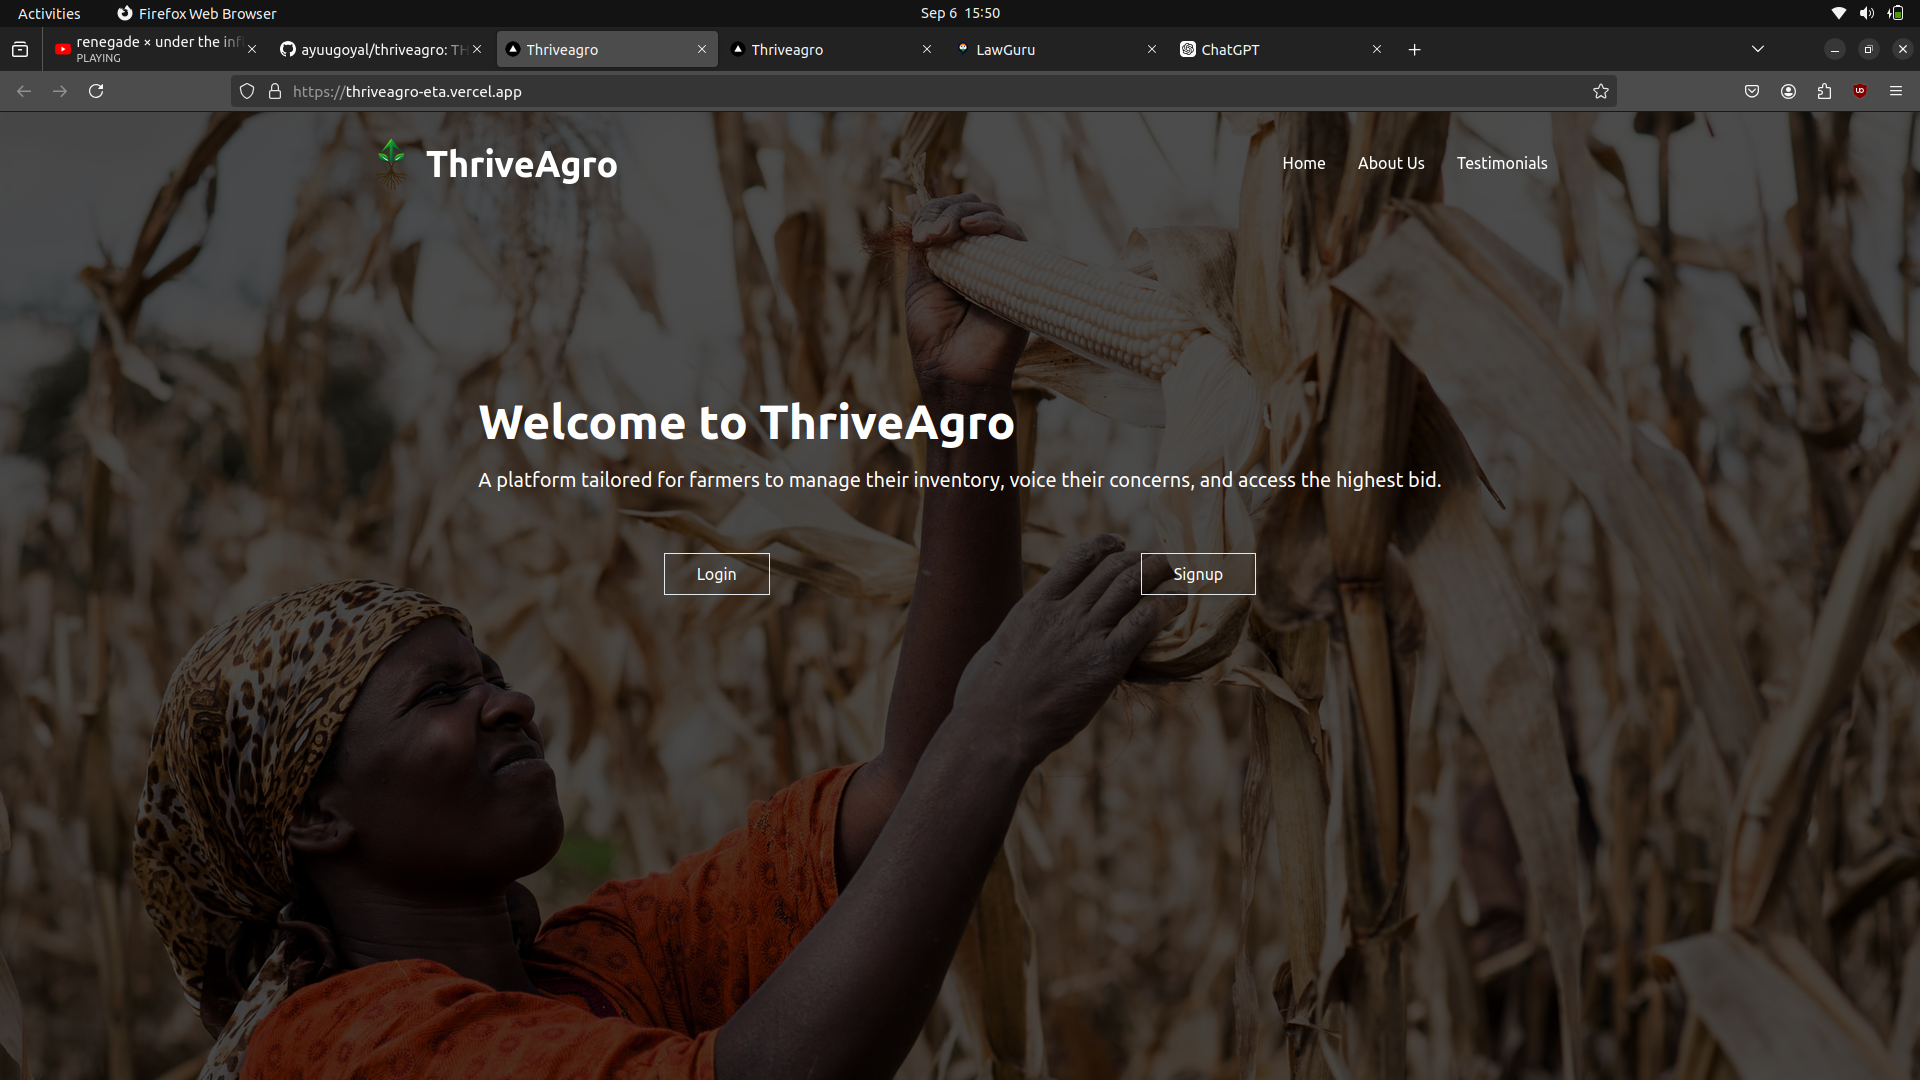 Activities
Firefox Web Browser
Sep 6 15:50
renegade × under the inf
PLAYING
ayuugoyal/thriveagro: TH
Thriveagro
Thriveagro
LawGuru
ChatGPT
https://thriveagro-eta.vercel.app
ThriveAgro
Home
About Us
Testimonials
Welcome to ThriveAgro
A platform tailored for farmers to manage their inventory, voice their concerns, and access the highest bid.
Login
Signup